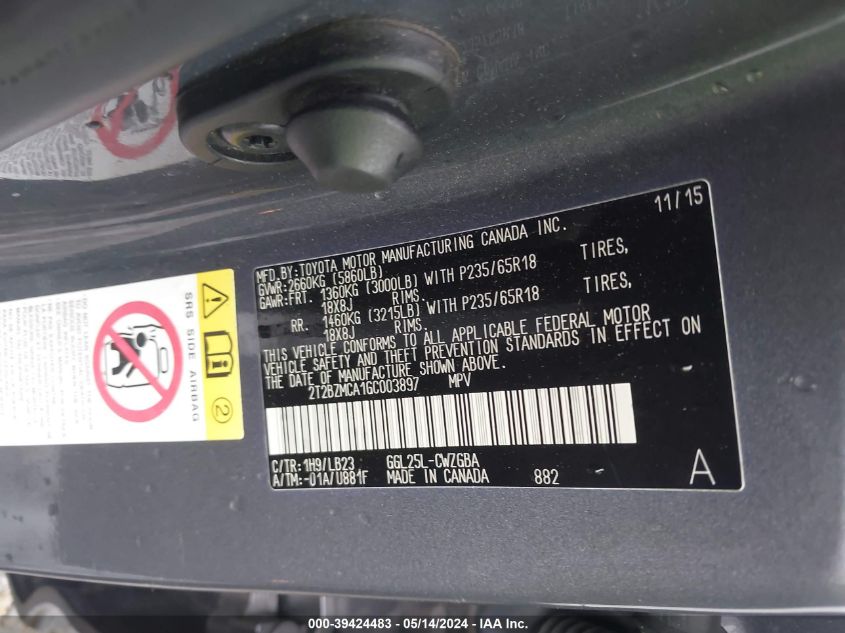 11/15
MFD.BY:TOYOTA MOTOR MANUFACTURING CANADA INC.
GVWR:2660KG (5860LB)
GAWR:FRT. 1360KG (3000LB) WITH P235/65R18 TIRES,
18X8J RIMS.
RR. 1460KG (3215LB) WITH P235/65R18 TIRES,
18X8J RIMS.
THIS VEHICLE CONFORMS TO ALL APPLICABLE FEDERAL MOTOR
VEHICLE SAFETY AND THEFT PREVENTION STANDARDS IN EFFECT ON
THE DATE OF MANUFACTURE SHOWN ABOVE.
2T2BZMCA1GC003897 MPV
C/TR:1H9/LB23 GGL25L-CWZGBA
A/TM:-01A/U881F MADE IN CANADA 882 A
SRS SIDE AIRBAG
2
000-39424483 - 05/14/2024 - IAA Inc.